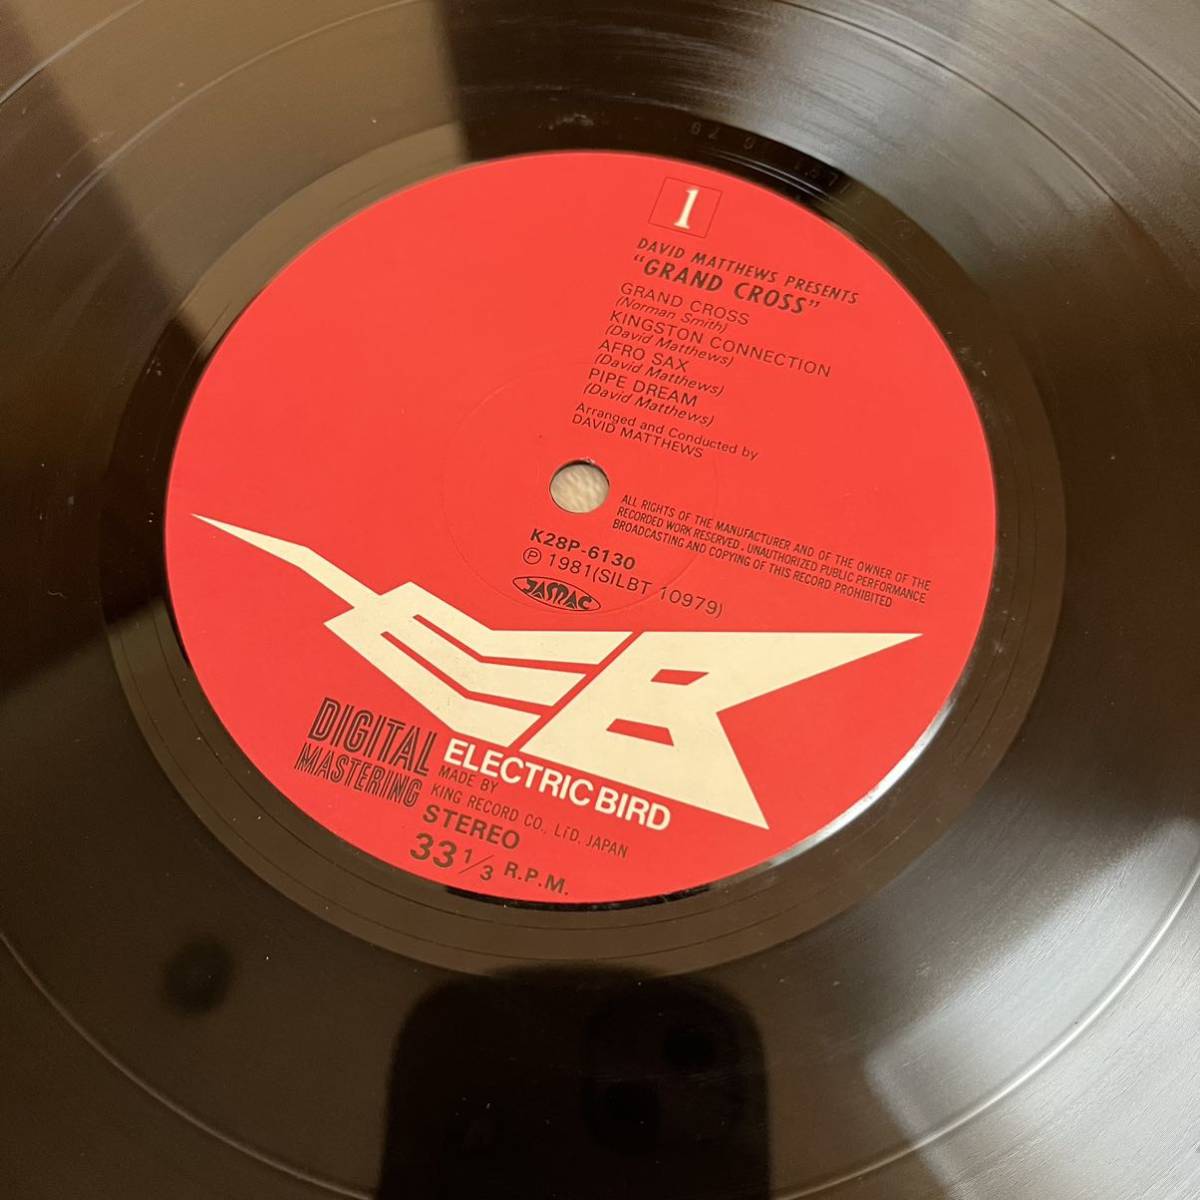 1
DAVID MATTHEWS PRESENTS
"GRAND CROSS"
GRAND CROSS
(Norman Smith)
KINGSTON CONNECTION
(David Matthews)
AFRO SAX
(David Matthews)
PIPE DREAM
(David Matthews)
Arranged and Conducted by
DAVID MATTHEWS
ALL RIGHTS OF THE MANUFACTURER AND OF THE OWNER OF THE
RECORDED WORK RESERVED. UNAUTHORIZED PUBLIC PERFORMANCE
BROADCASTING AND COPYING OF THIS RECORD PROHIBITED
K28P-6130
Ⓟ 1981(SILBT 10979)
JASRAC
EB
ELECTRIC BIRD
DIGITAL
MASTERING
MADE BY
KING RECORD CO., LTD. JAPAN
STEREO
33 1/3 R.P.M.